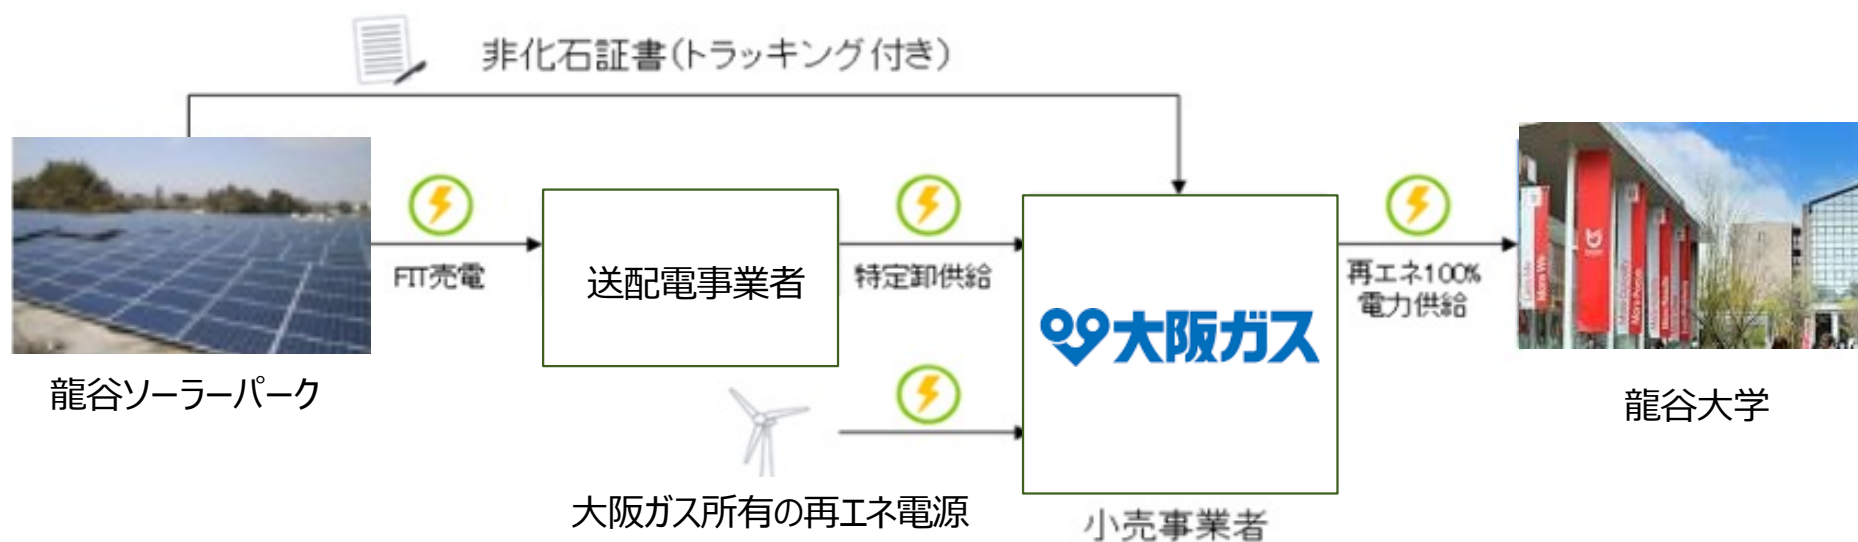 非化石証書(トラッキング付き)
FIT売電
送配電事業者
特定卸供給
大阪ガス
再エネ100%
電力供給
龍谷ソーラーパーク
龍谷大学
大阪ガス所有の再エネ電源
小売事業者